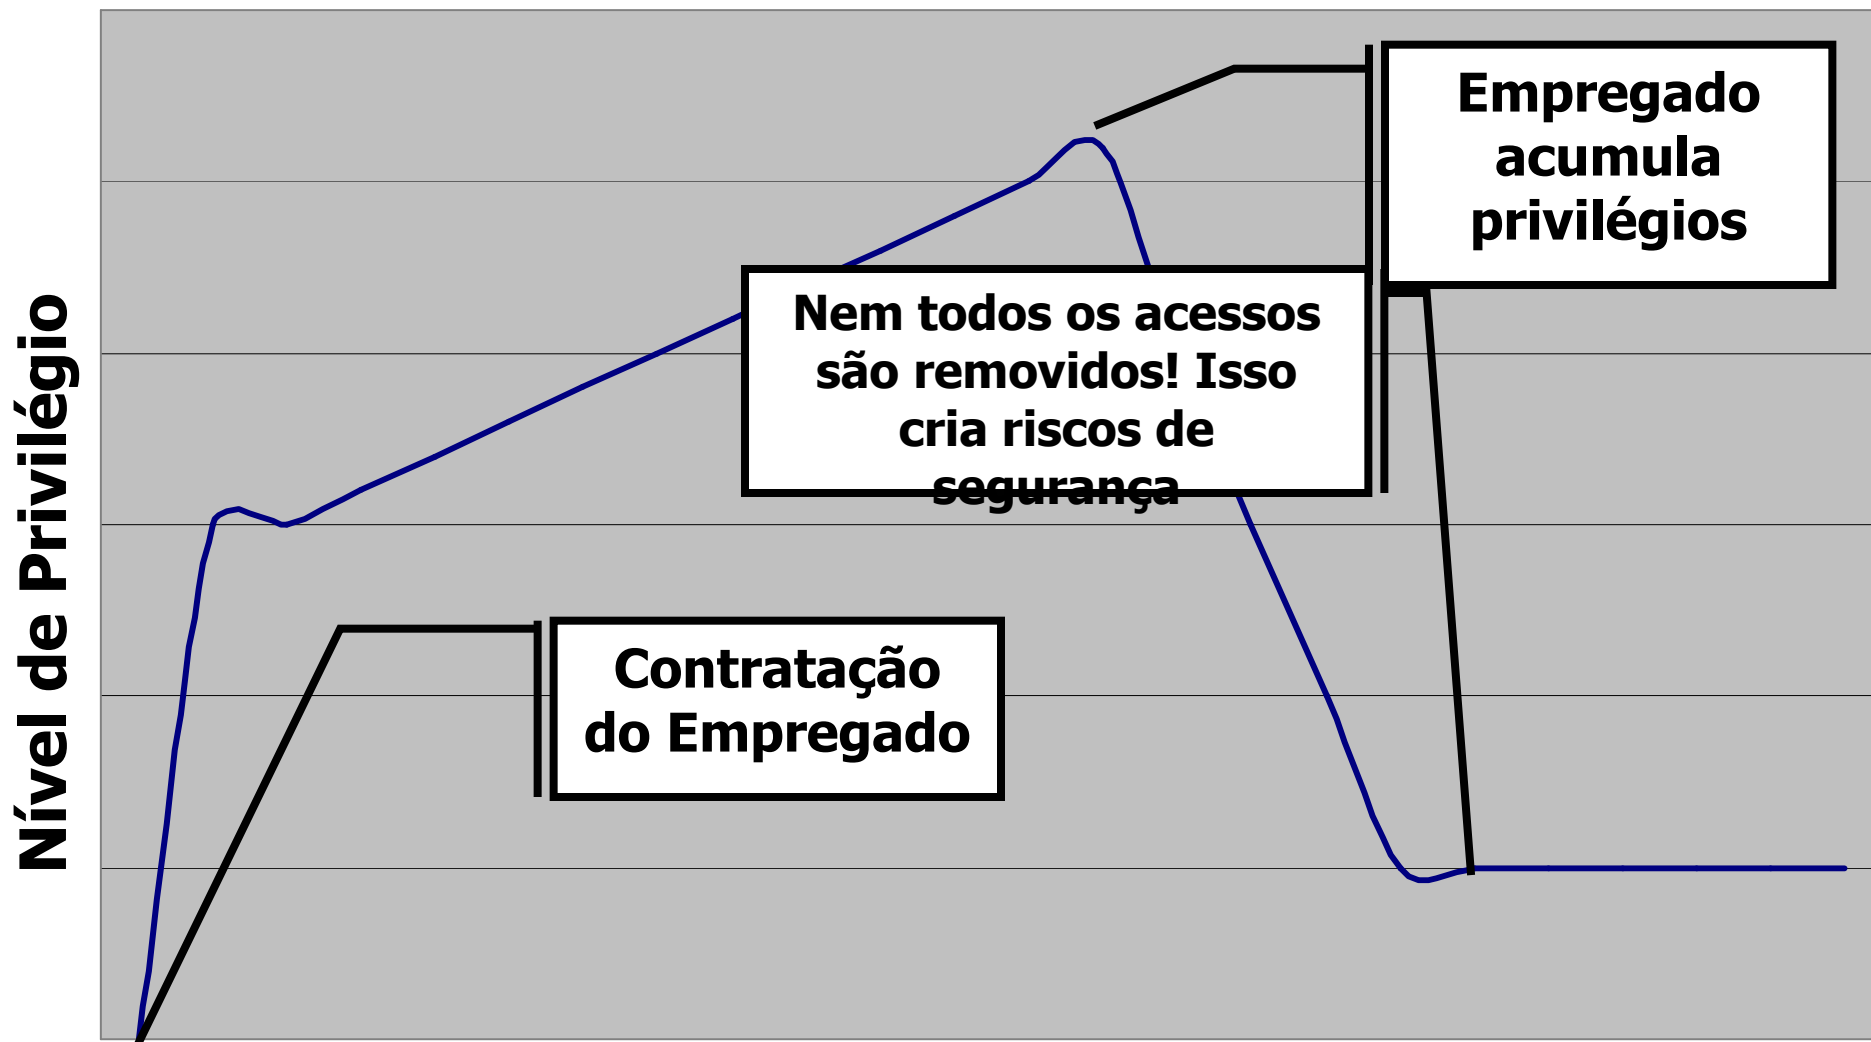 Nível de Privilégio
Empregado
acumula
privilégios
Nem todos os acessos
são removidos! Isso
cria riscos de
segurança
Contratação
do Empregado